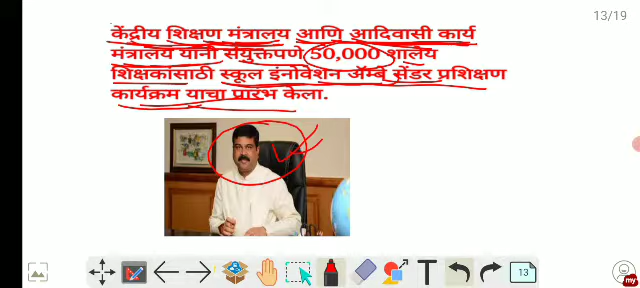 13/19
केंद्रीय शिक्षण मंत्रालय आणि आदिवासी कार्य
मंत्रालय यांनी संयुक्तपणे 50,000 शालेय
शिक्षकांसाठी स्कूल इंनोवेशन ॲम्बे सेंडर प्रशिक्षण
कार्यक्रम याचा प्रारंभ केला.
T
13
my